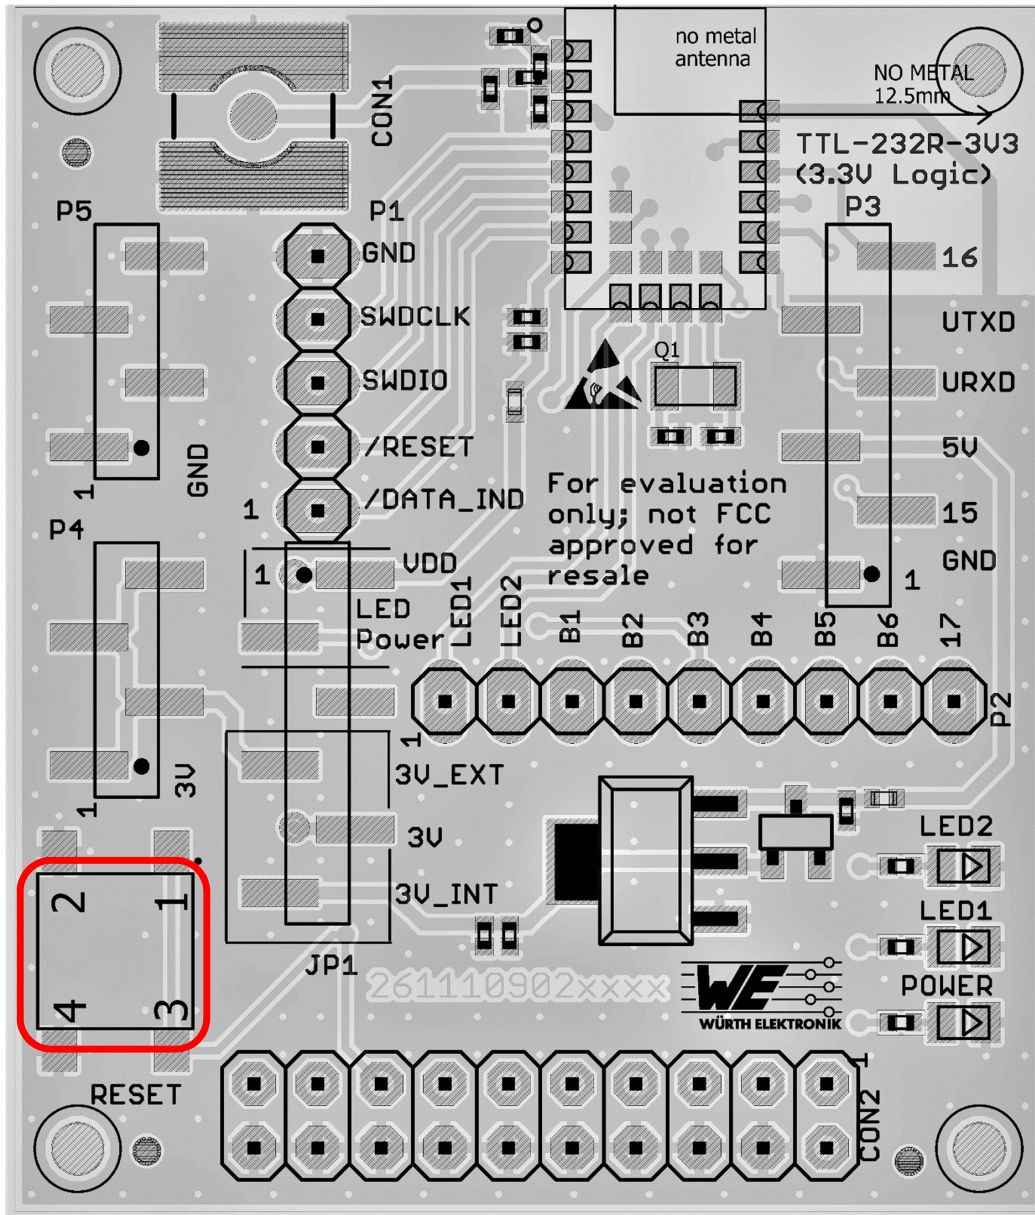 no metal
antenna
NO METAL
12.5mm
CON1
TTL-232R-3V3
(3.3V Logic)
P5
P1
P3
GND
16
SWDCLK
UTXD
Q1
SWDIO
URXD
/RESET
5V
GND
1
/DATA_IND
1
15
For evaluation
only; not FCC
approved for
resale
P4
VDD
1
GND
1
LED
Power
LED1
LED2
B1
B2
B3
B4
B5
B6
17
P2
1
3V_EXT
3V
1
3V
LED2
2
1
3V_INT
LED1
JP1
261110902xxxx
WE
WÜRTH ELEKTRONIK
POWER
4
3
RESET
1
CON2